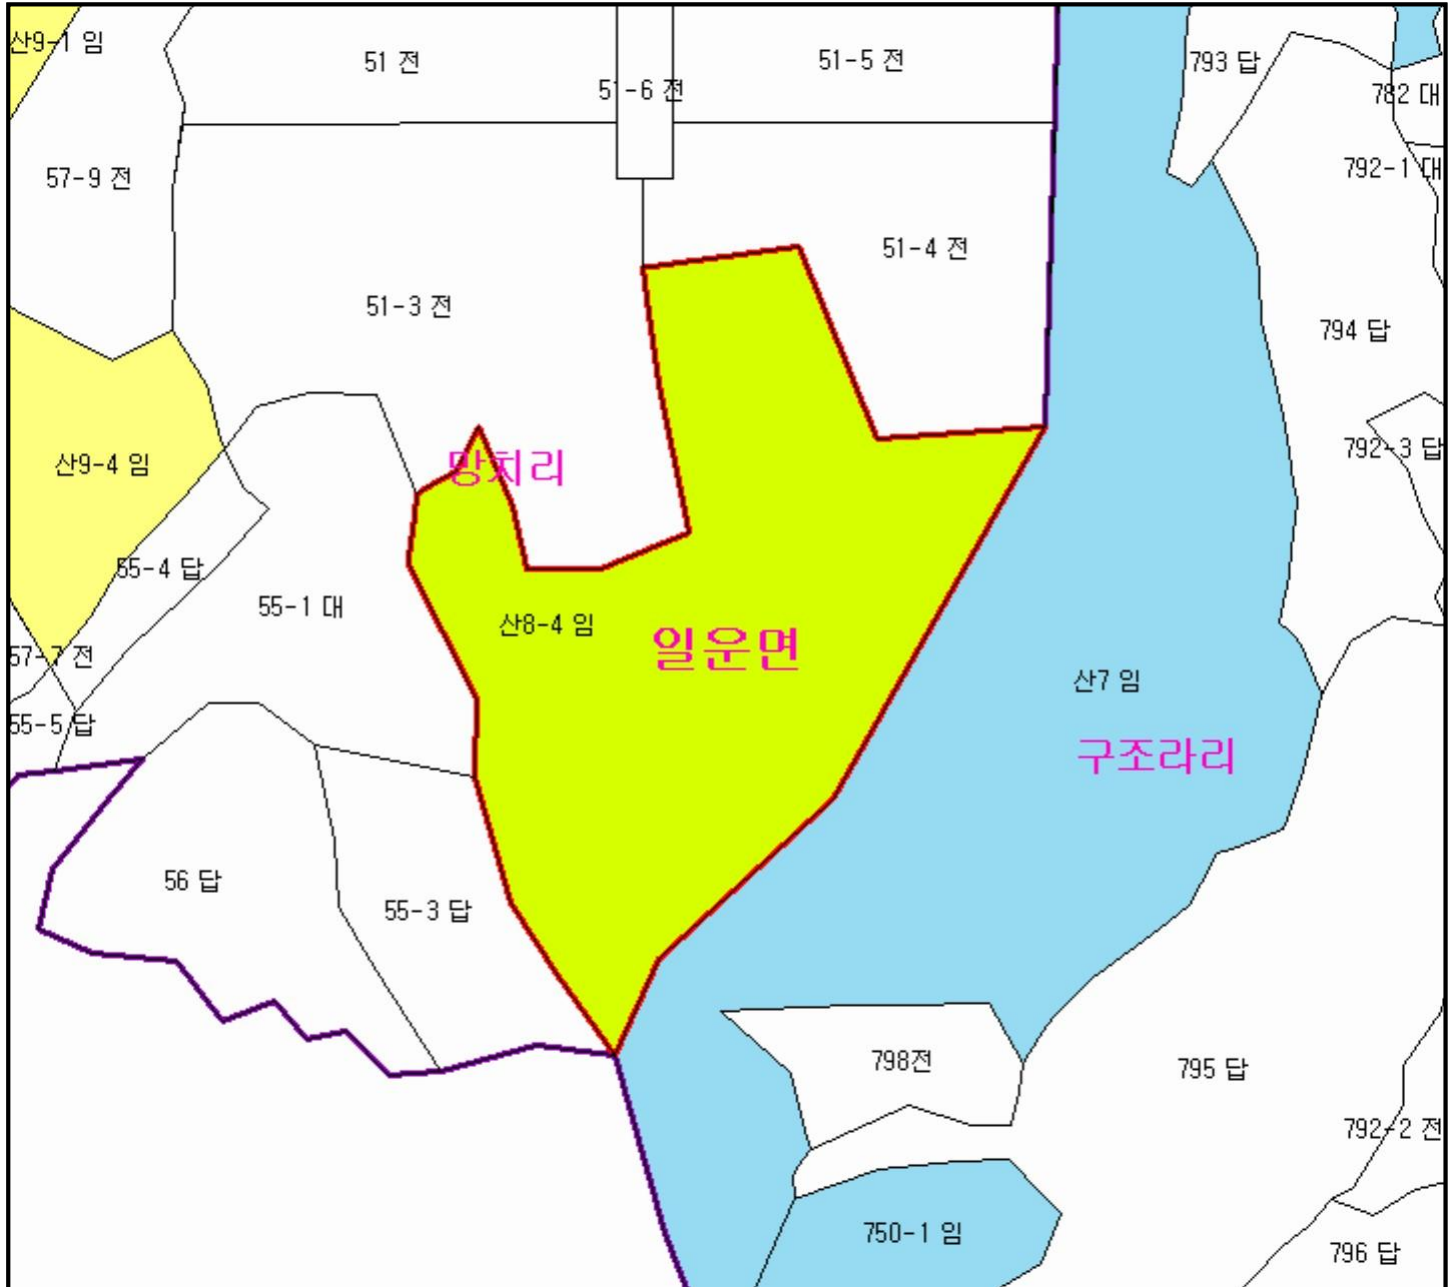 산9-1 임
51 전
51-5 전
793 답
51-6 전
782 대
57-9 전
792-1 대
51-4 전
51-3 전
794 답
792-3 답
산9-4 임
망치리
55-4 답
55-1 대
산8-4 임
일운면
57-7 전
산7 임
55-5 답
구조라리
56 답
55-3 답
798전
795 답
792-2 전
750-1 임
796 답